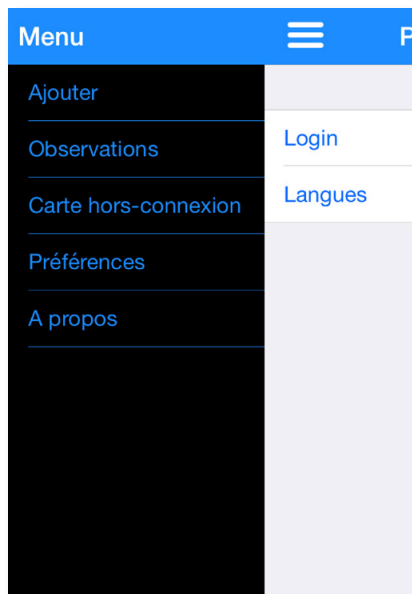 Menu
P
Ajouter
Observations
Login
Carte hors-connexion
Langues
Préférences
A propos